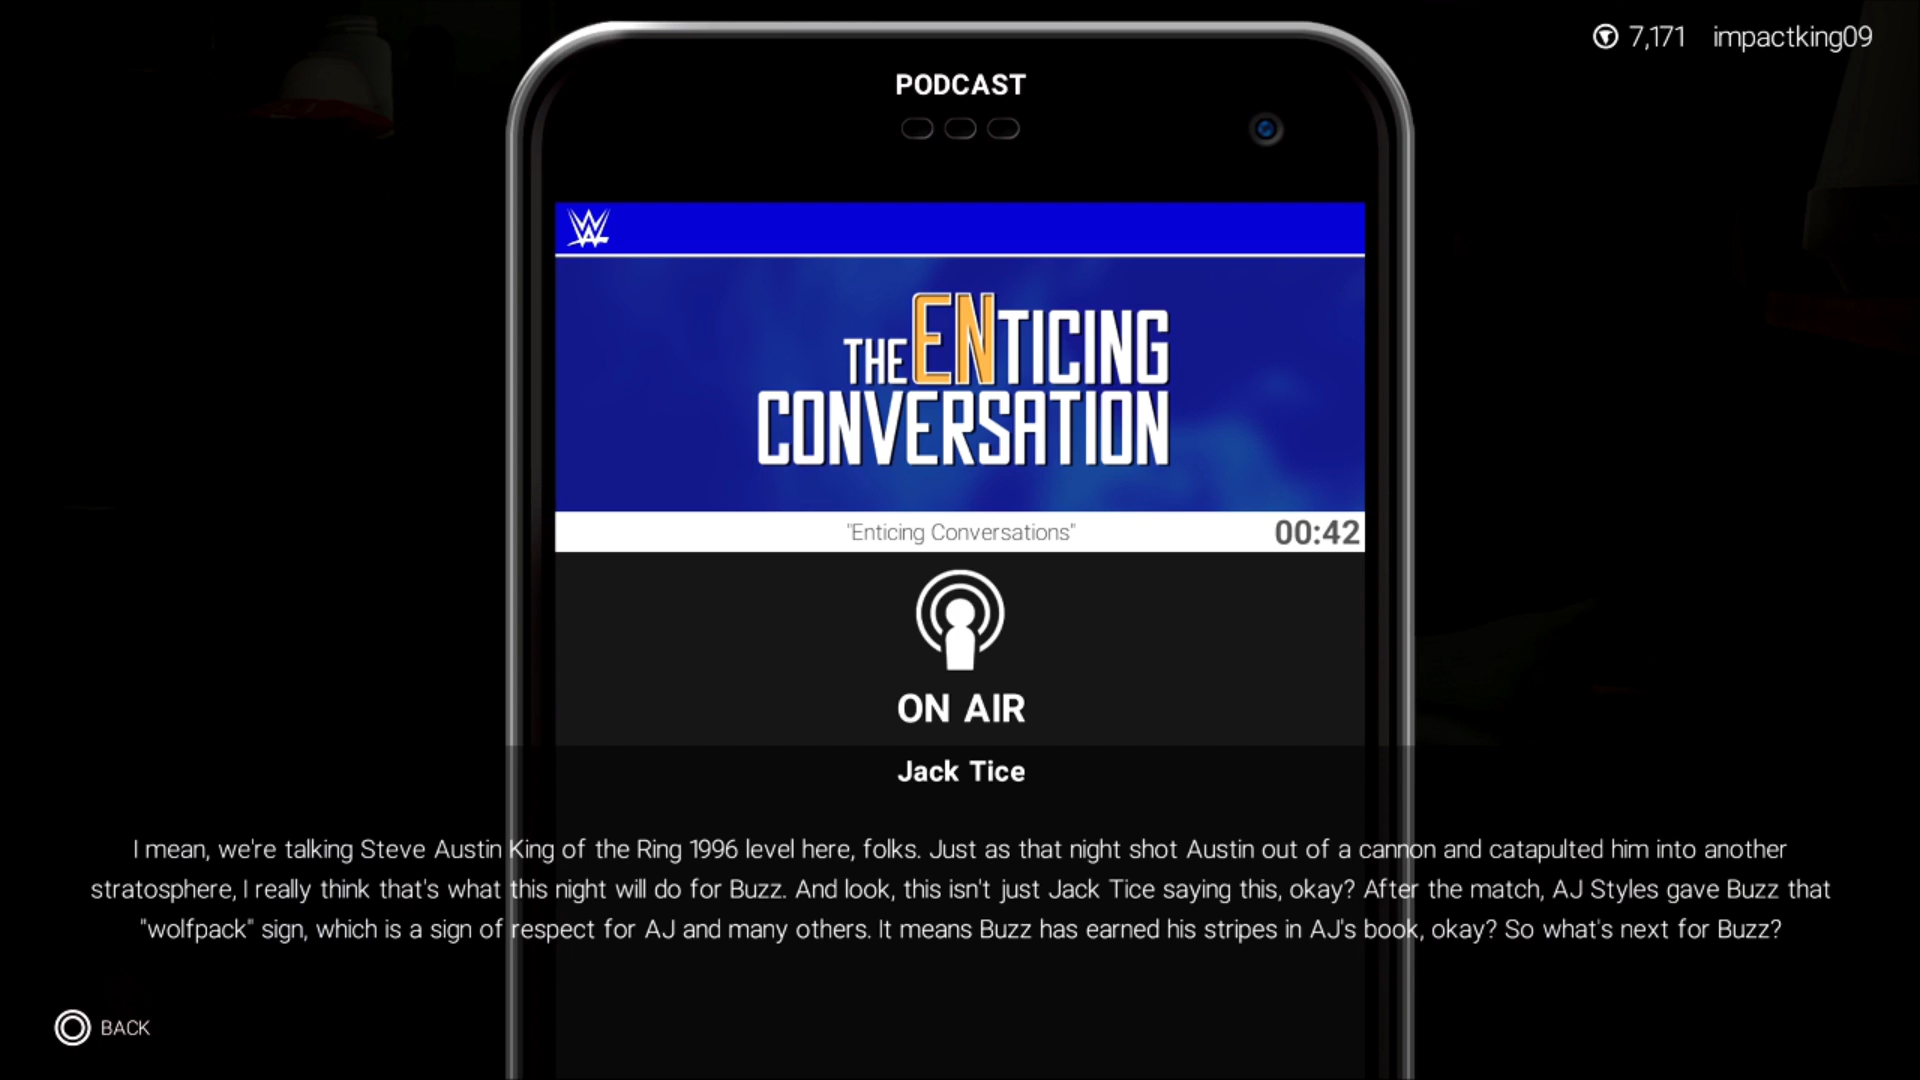 7,171 impactking09
PODCAST
W
THE ENTICING
CONVERSATION
"Enticing Conversations" 00:42
ON AIR
Jack Tice
I mean, we're talking Steve Austin King of the Ring 1996 level here, folks. Just as that night shot Austin out of a cannon and catapulted him into another
stratosphere, I really think that's what this night will do for Buzz. And look, this isn't just Jack Tice saying this, okay? After the match, AJ Styles gave Buzz that
"wolfpack" sign, which is a sign of respect for AJ and many others. It means Buzz has earned his stripes in AJ's book, okay? So what's next for Buzz?
BACK